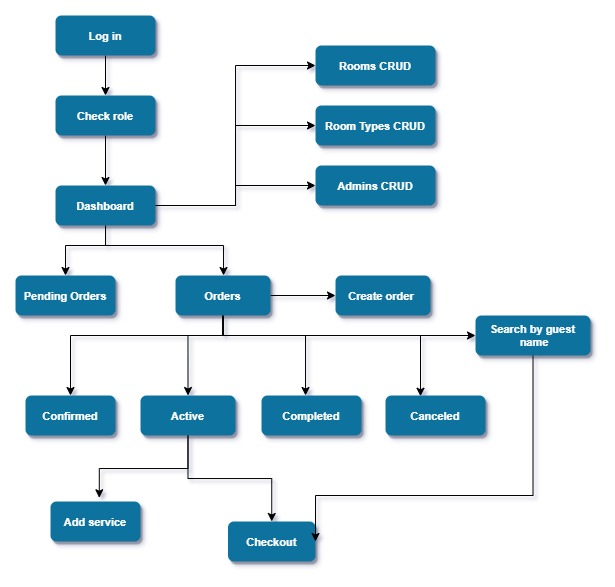 Log in
Rooms CRUD
Check role
Room Types CRUD
Admins CRUD
Dashboard
Pending Orders
Orders
Create order
Search by guest
name
Confirmed
Active
Completed
Canceled
Add service
Checkout